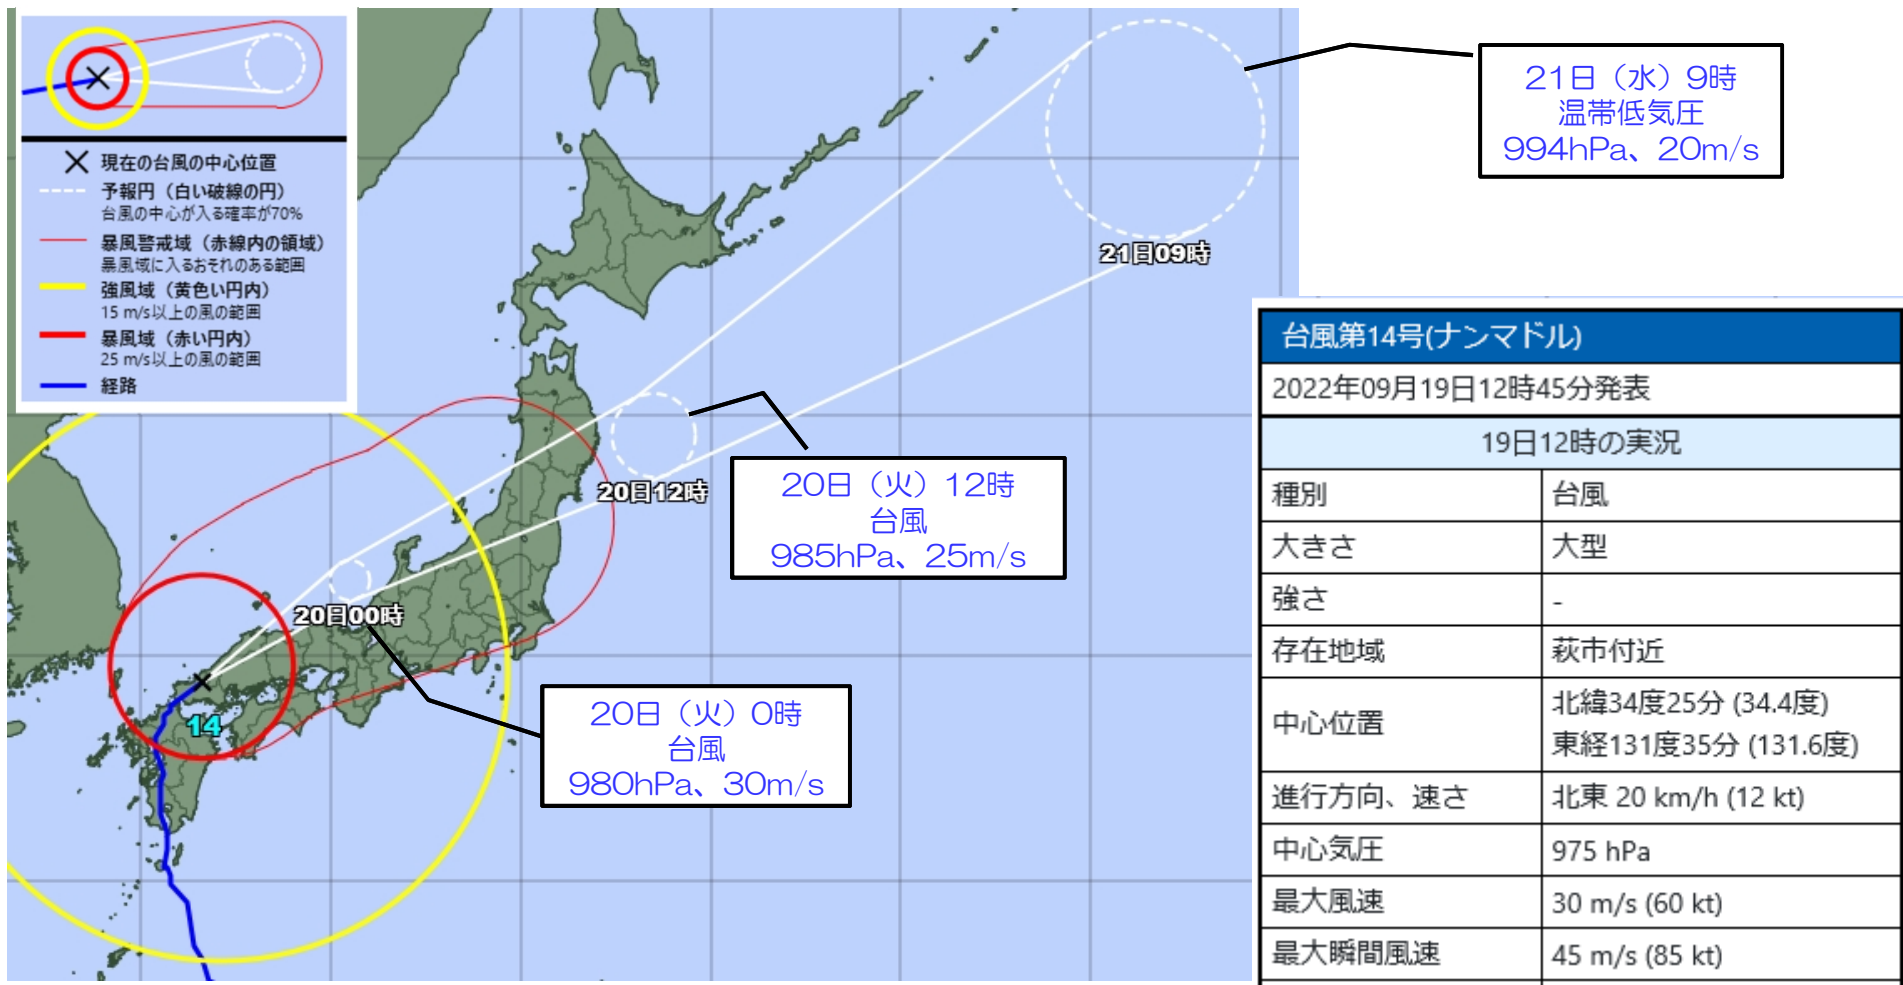 現在の台風の中心位置
予報円（白い破線の円）
台風の中心が入る確率が70%
暴風警戒域（赤線内の領域）
暴風域に入るおそれのある範囲
強風域（黄色い円内）
15 m/s以上の風の範囲
暴風域（赤い円内）
25 m/s以上の風の範囲
経路
21日（水）9時
温帯低気圧
994hPa、20m/s
21日09時
20日12時
20日（火）12時
台風
985hPa、25m/s
20日00時
14
20日（火）0時
台風
980hPa、30m/s
台風第14号(ナンマドル)
2022年09月19日12時45分発表
19日12時の実況
種別 台風
大きさ 大型
強さ -
存在地域 萩市付近
中心位置 北緯34度25分 (34.4度)
東経131度35分 (131.6度)
進行方向、速さ 北東 20 km/h (12 kt)
中心気圧 975 hPa
最大風速 30 m/s (60 kt)
最大瞬間風速 45 m/s (85 kt)